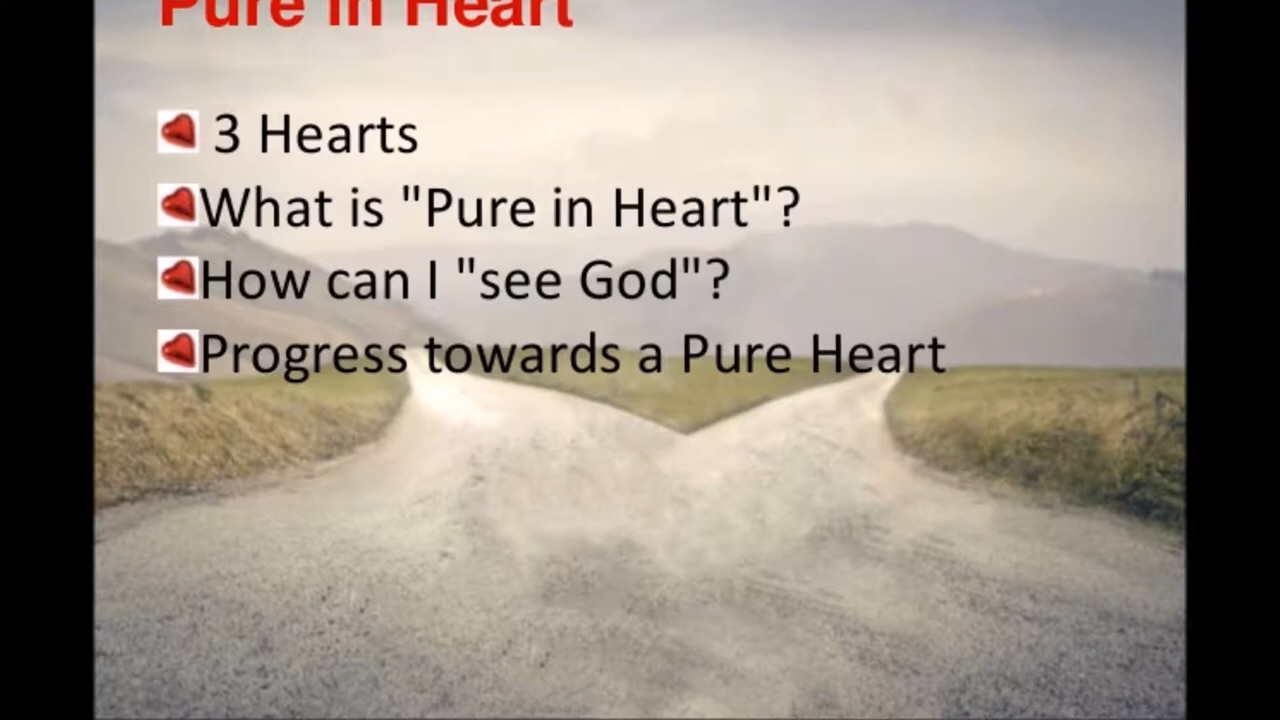 Pure in Heart
3 Hearts
What is "Pure in Heart"?
How can I "see God"?
Progress towards a Pure Heart